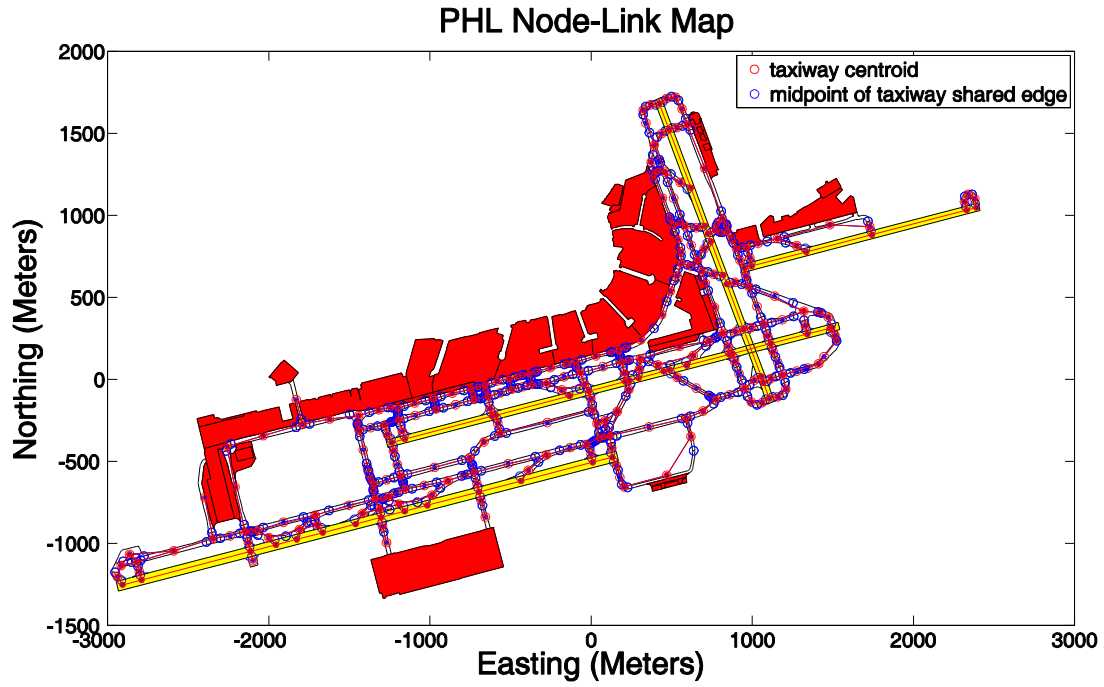 PHL Node-Link Map
taxiway centroid
midpoint of taxiway shared edge
Northing (Meters)
2000
1500
1000
500
0
-500
-1000
-1500
-3000 -2000 -1000 0 1000 2000 3000
Easting (Meters)